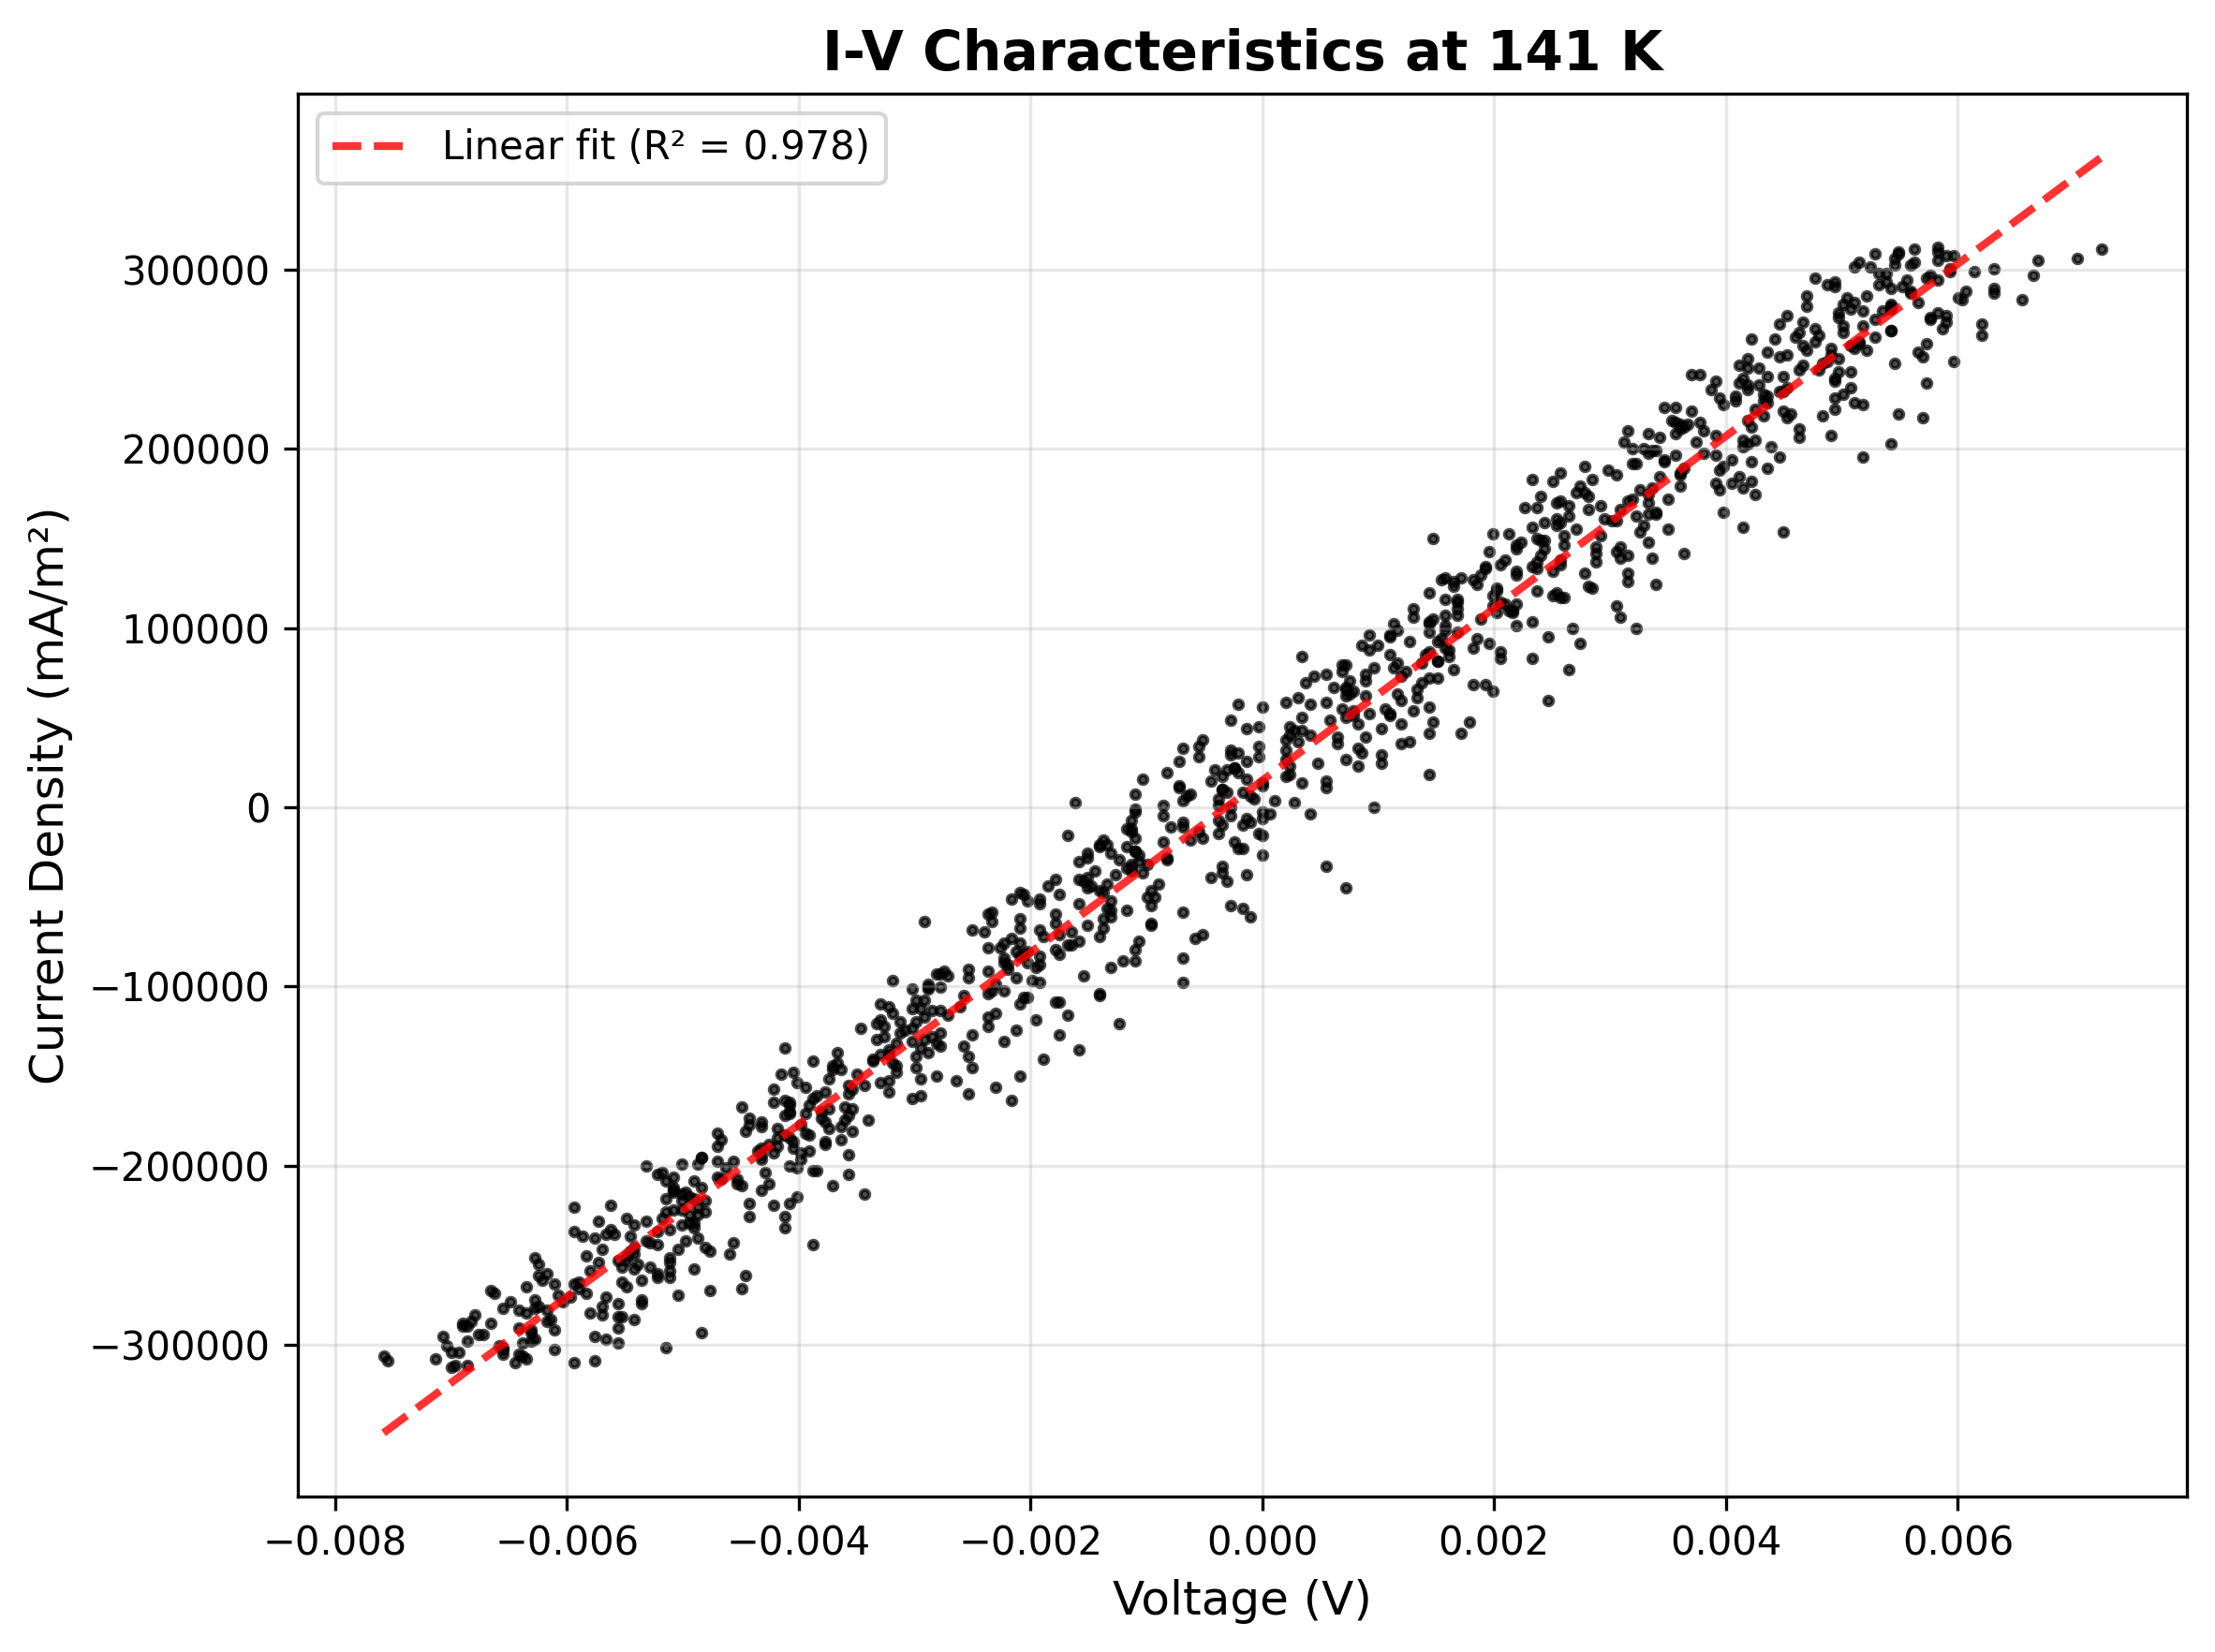 I-V Characteristics at 141 K
Linear fit (R² = 0.978)
Current Density (mA/m²)
300000
200000
100000
0
−100000
−200000
−300000
−0.008 −0.006 −0.004 −0.002 0.000 0.002 0.004 0.006
Voltage (V)